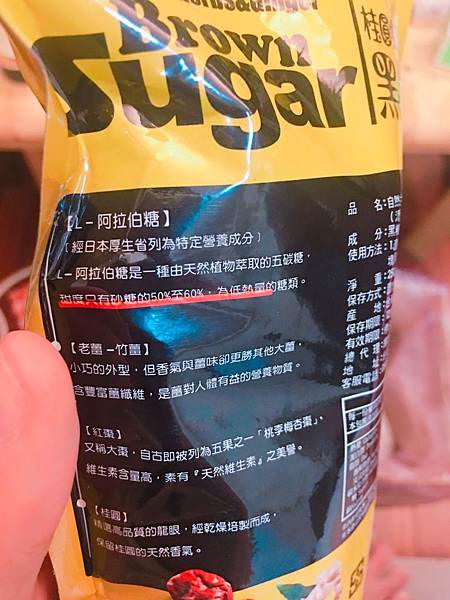 Brown
Sugar
桂圓
黑
【L-阿拉伯糖】
〔經日本厚生省列為特定營養成分〕
L-阿拉伯糖是一種由天然植物萃取的五碳糖,
甜度只有砂糖的50%至60%,為低熱量的糖類。
【老薑-竹薑】
小巧的外型,但香氣與薑味卻更勝其他大薑,
含豐富薑纖維,是薑對人體有益的營養物質。
【紅棗】
又稱大棗,自古即被列為五果之一「桃李梅杏棗」。
維生素含量高,素有『天然維生素』之美譽。
【桂圓】
精選高品質的龍眼,經乾燥焙製而成,
保留桂圓的天然香氣。
品 名:自然
成 分:黑
使用方法:1.
淨 重:
保存方式:
產 地:
保存期限:
有效期限:
總 代 理:
地 址:
客服電